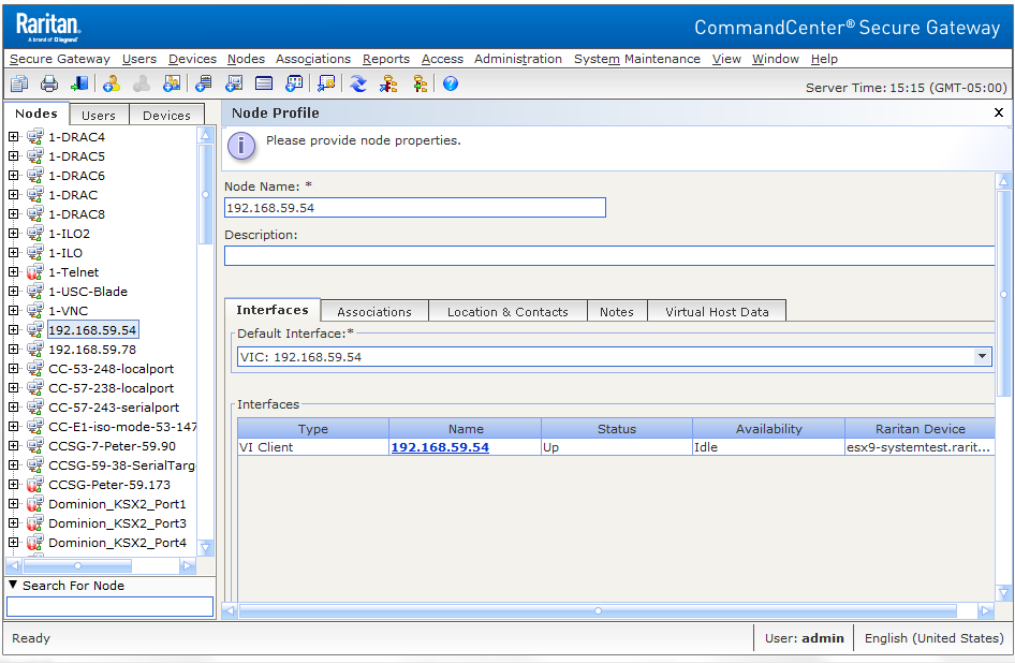 Raritan.
A brand of legrand
CommandCenter® Secure Gateway
Secure Gateway Users Devices Nodes Associations Reports Access Administration System Maintenance View Window Help
Server Time: 15:15 (GMT-05:00)
Nodes Users Devices
1-DRAC4
1-DRAC5
1-DRAC6
1-DRAC
1-DRAC8
1-ILO2
1-ILO
1-Telnet
1-USC-Blade
1-VNC
192.168.59.54
192.168.59.78
CC-53-248-localport
CC-57-238-localport
CC-57-243-serialport
CC-E1-iso-mode-53-147
CCSG-7-Peter-59.90
CCSG-59-38-SerialTarg
CCSG-Peter-59.173
Dominion_KSX2_Port1
Dominion_KSX2_Port3
Dominion_KSX2_Port4
Search For Node
Node Profile x
Please provide node properties.
Node Name: *
192.168.59.54
Description:
Interfaces Associations Location & Contacts Notes Virtual Host Data
Default Interface:*
VIC: 192.168.59.54
Interfaces
Type Name Status Availability Raritan Device
VI Client 192.168.59.54 Up Idle esx9-systemtest.rarit...
Ready User: admin English (United States)